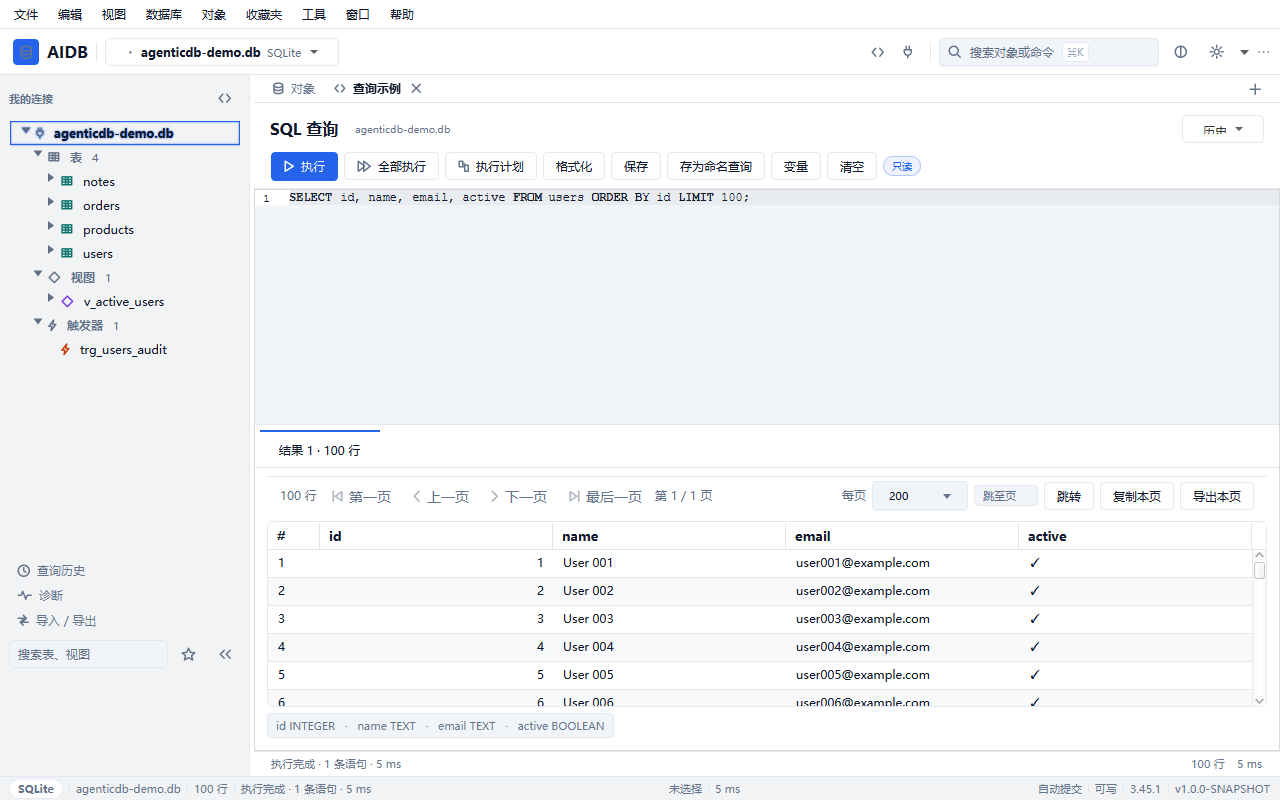 文件 编辑 视图 数据库 对象 收藏夹 工具 窗口 帮助
AIDB · agenticdb-demo.db SQLite 搜索对象或命令 ⌘K
我的连接
agenticdb-demo.db
表 4
notes
orders
products
users
视图 1
v_active_users
触发器 1
trg_users_audit
查询历史
诊断
导入 / 导出
搜索表、视图
对象 查询示例
SQL 查询 agenticdb-demo.db 历史
执行 全部执行 执行计划 格式化 保存 存为命名查询 变量 清空 只读
1 SELECT id, name, email, active FROM users ORDER BY id LIMIT 100;
结果 1 · 100 行
100 行 第一页 上一页 下一页 最后一页 第 1 / 1 页 每页 200 跳至页 跳转 复制本页 导出本页
# id name email active
1 1 User 001 user001@example.com ✓
2 2 User 002 user002@example.com ✓
3 3 User 003 user003@example.com ✓
4 4 User 004 user004@example.com ✓
5 5 User 005 user005@example.com ✓
6 6 User 006 user006@example.com ✓
id INTEGER · name TEXT · email TEXT · active BOOLEAN
执行完成 · 1 条语句 · 5 ms 100 行 5 ms
SQLite agenticdb-demo.db 100 行 执行完成 · 1 条语句 · 5 ms 未选择 5 ms 自动提交 可写 3.45.1 v1.0.0-SNAPSHOT